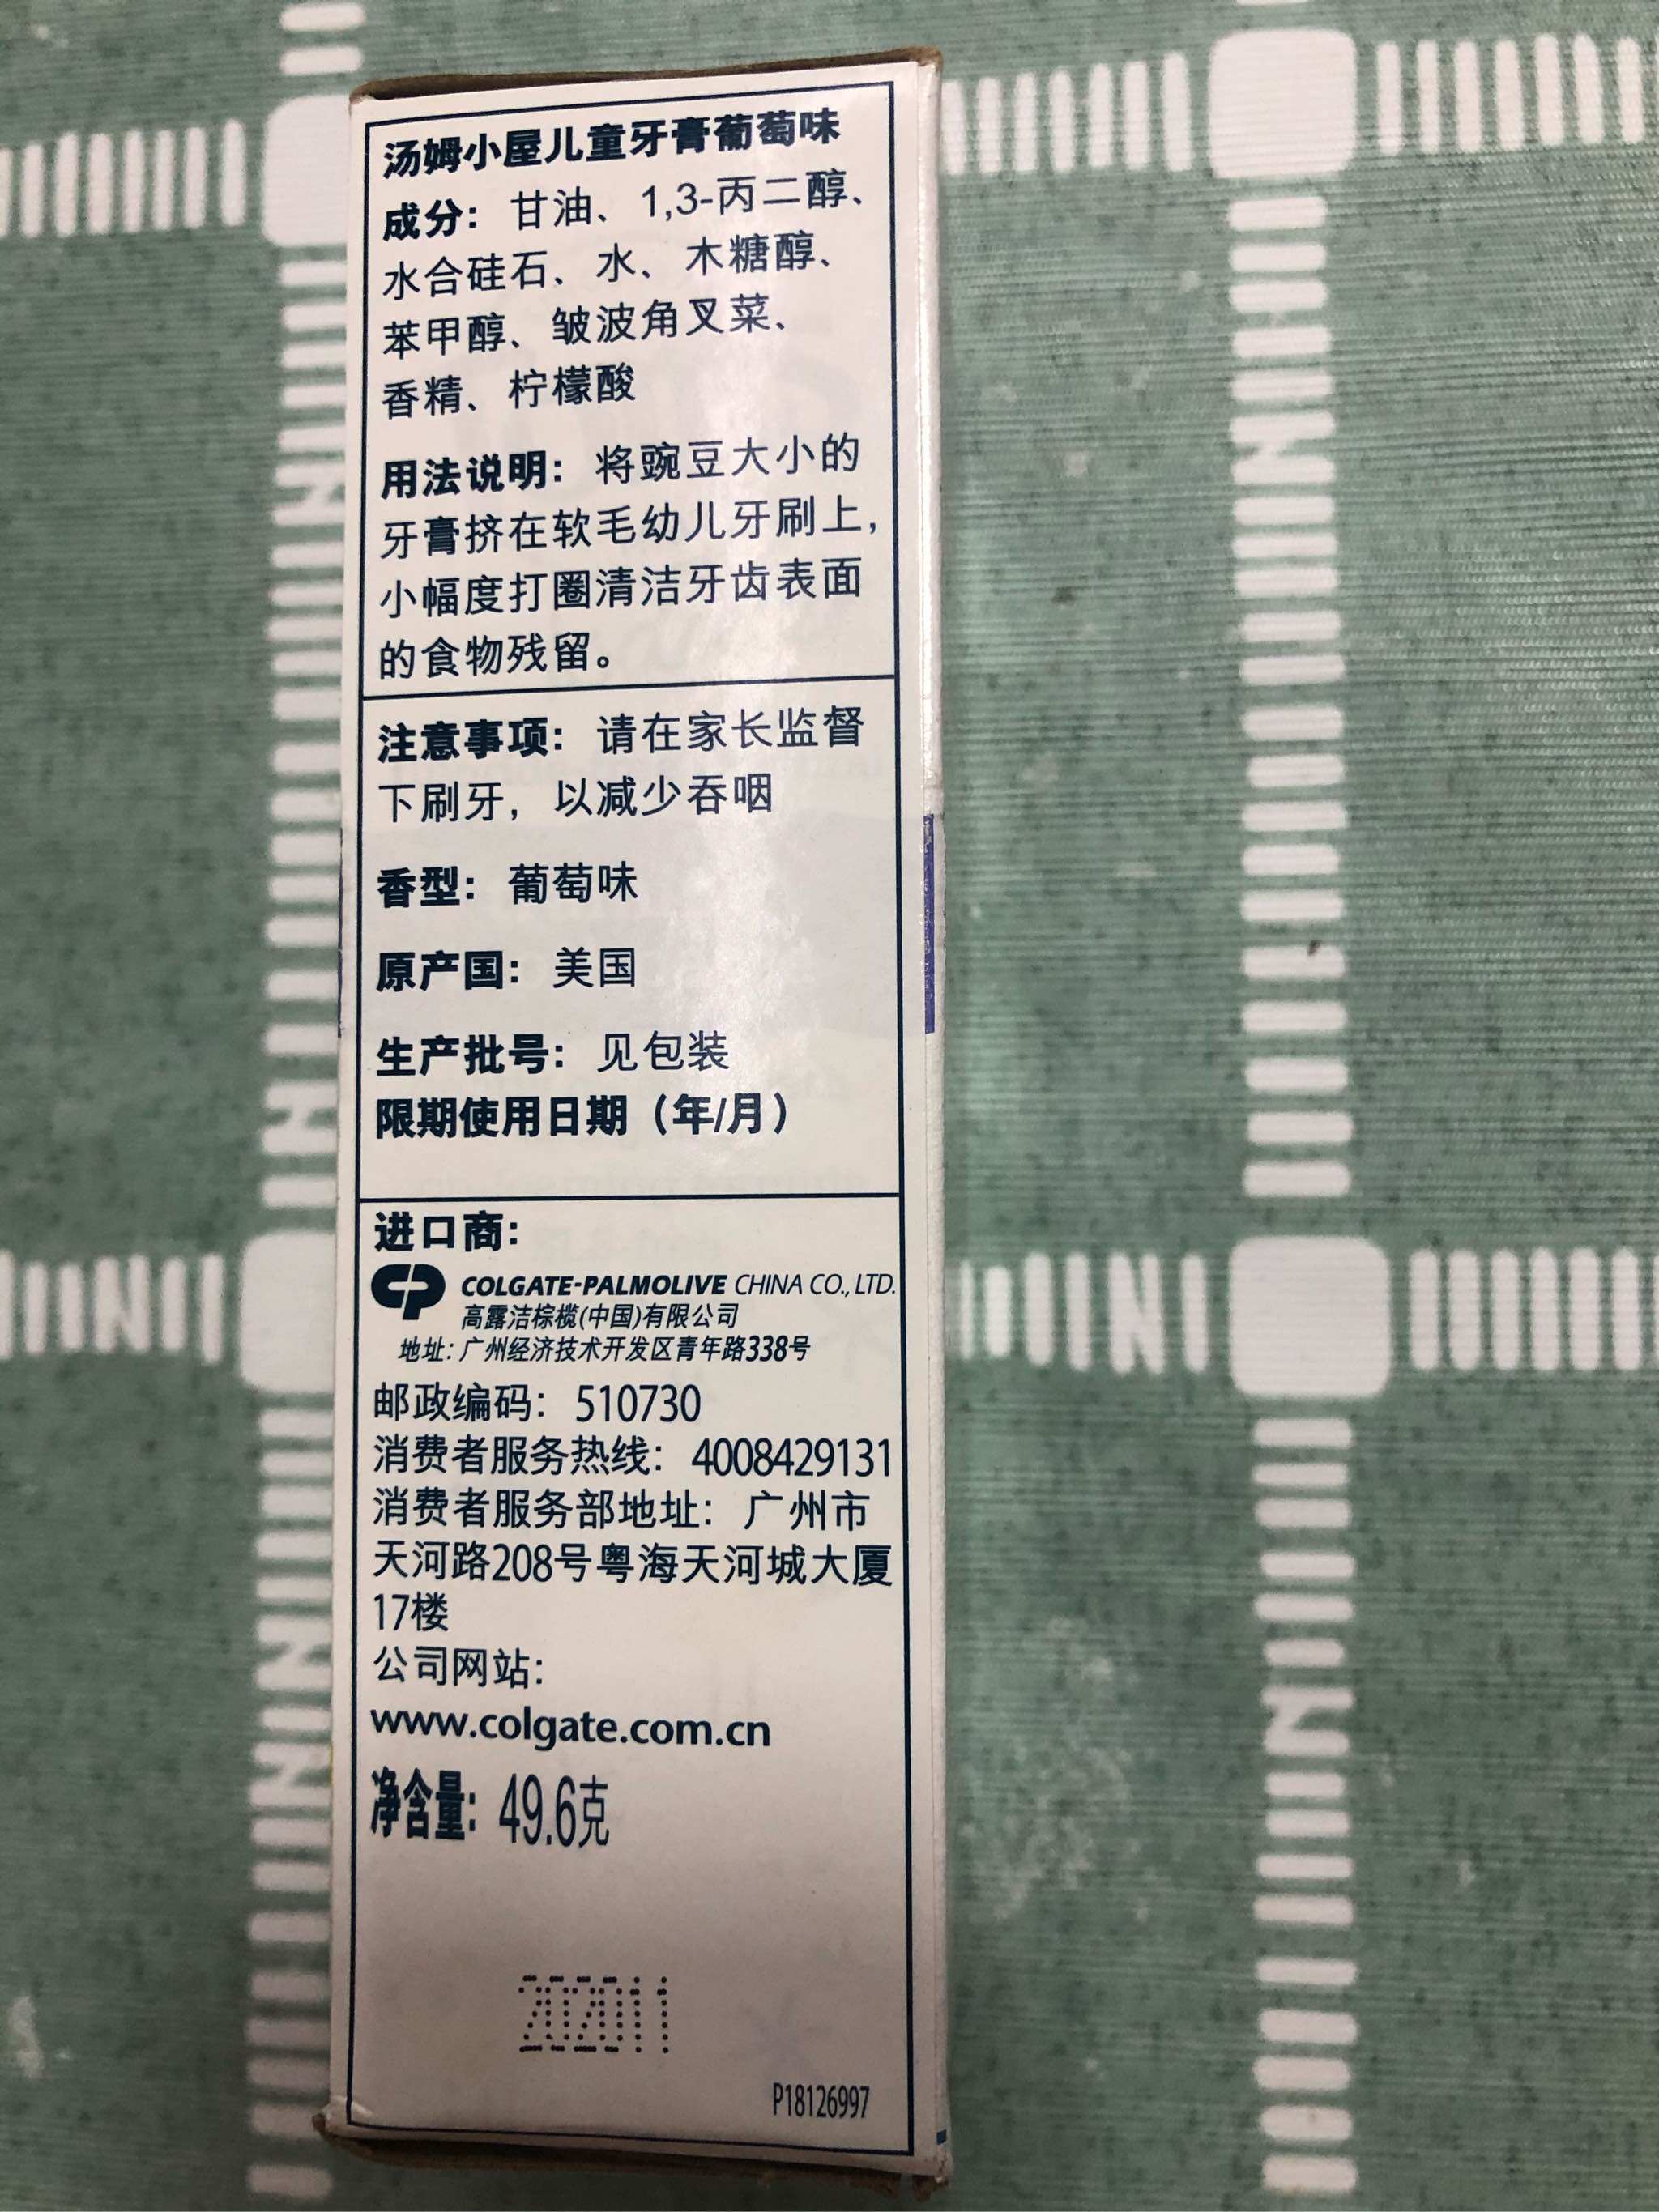 汤姆小屋儿童牙膏葡萄味
成分：甘油、1,3-丙二醇、
水合硅石、水、木糖醇、
苯甲醇、皱波角叉菜、
香精、柠檬酸
用法说明：将豌豆大小的
牙膏挤在软毛幼儿牙刷上，
小幅度打圈清洁牙齿表面
的食物残留。
注意事项：请在家长监督
下刷牙，以减少吞咽
香型：葡萄味
原产国：美国
生产批号：见包装
限期使用日期（年/月）
进口商：
CP COLGATE-PALMOLIVE CHINA CO., LTD.
高露洁棕榄(中国)有限公司
地址：广州经济技术开发区青年路338号
邮政编码：510730
消费者服务热线：4008429131
消费者服务部地址：广州市
天河路208号粤海天河城大厦
17楼
公司网站：
www.colgate.com.cn
净含量：49.6克
202011
P18126997